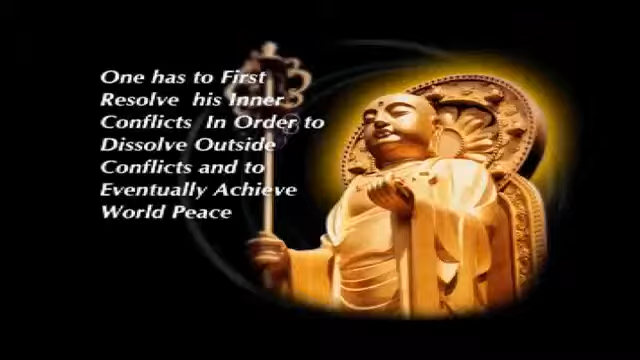 One has to First
Resolve his Inner
Conflicts In Order to
Dissolve Outside
Conflicts and to
Eventually Achieve
World Peace